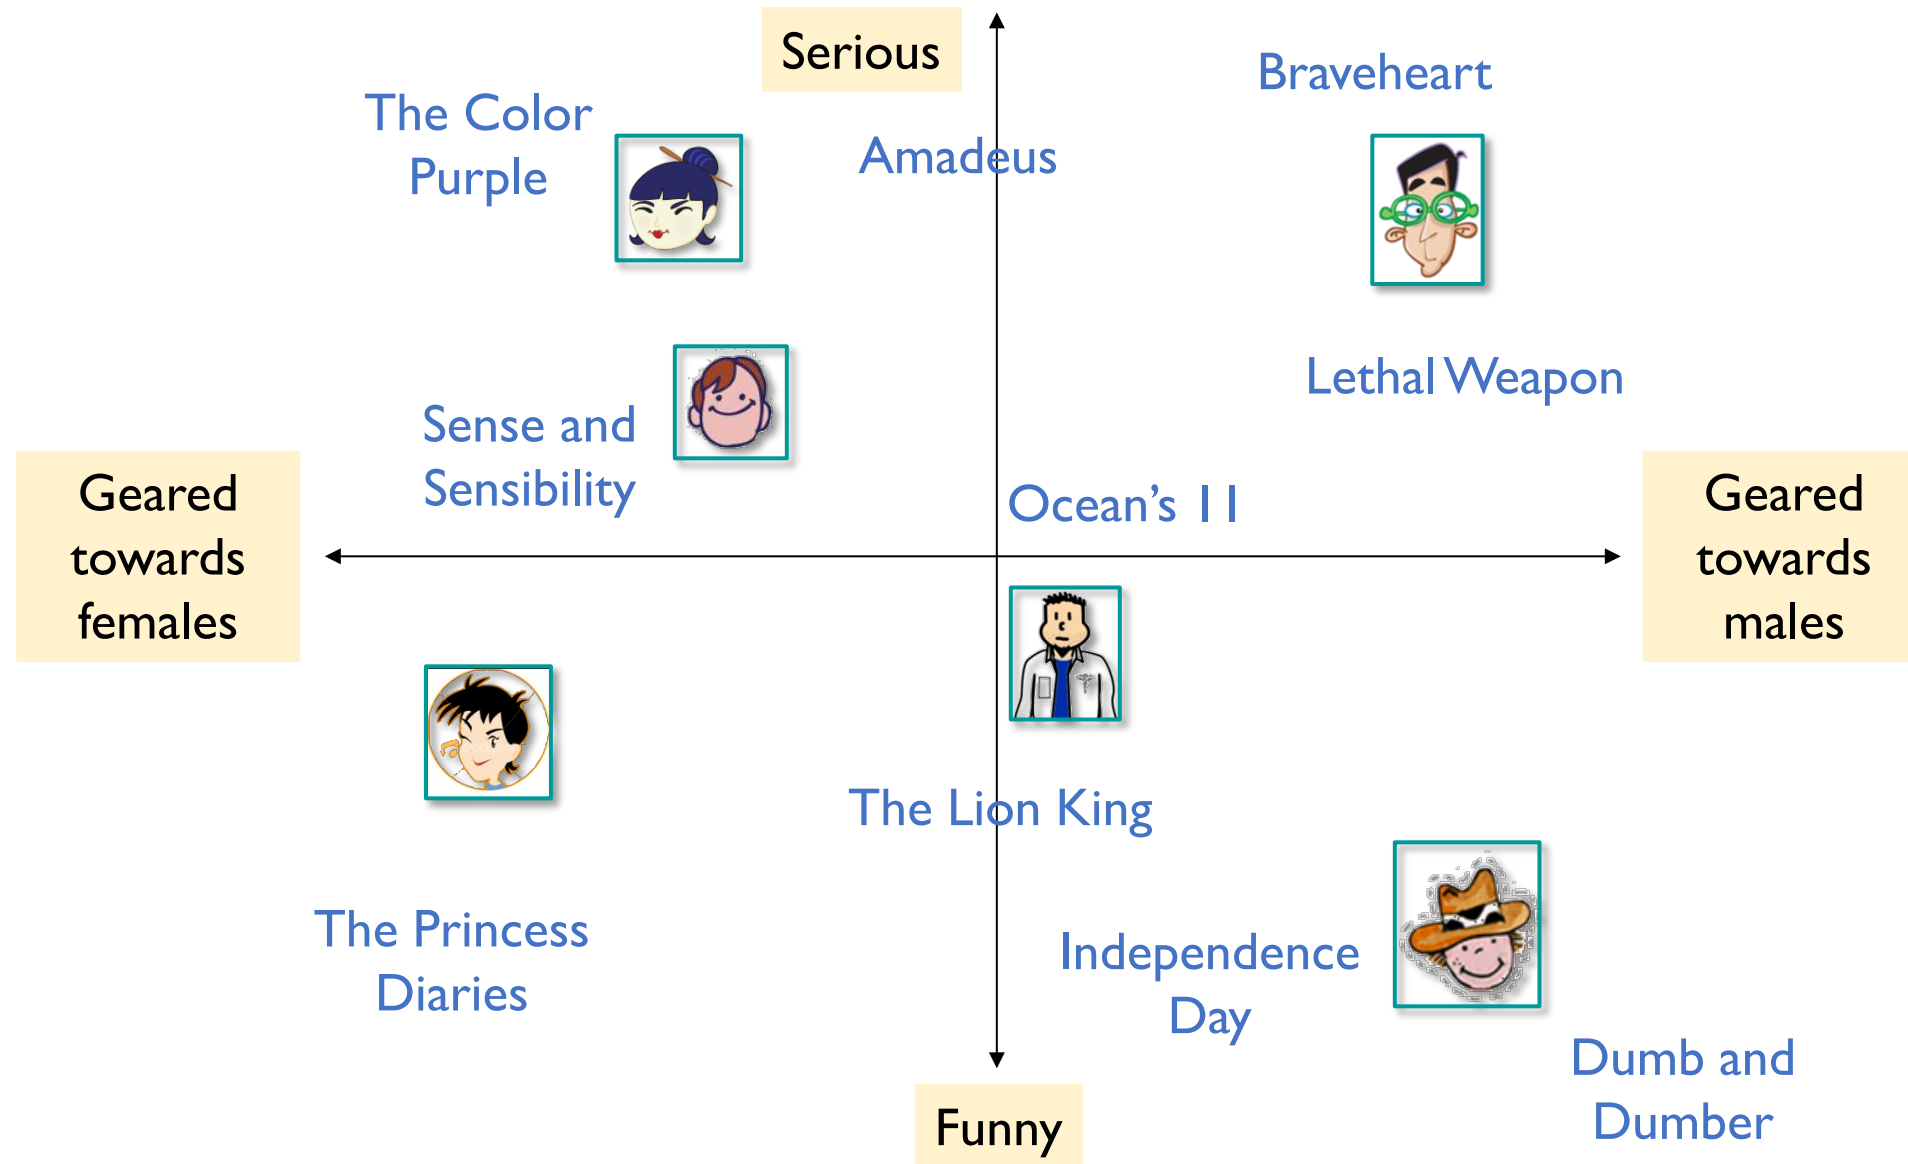 Serious
Braveheart
The Color
Purple
Amadeus
Lethal Weapon
Sense and
Sensibility
Geared
towards
females
Ocean's 11
Geared
towards
males
The Lion King
The Princess
Diaries
Independence
Day
Dumb and
Dumber
Funny